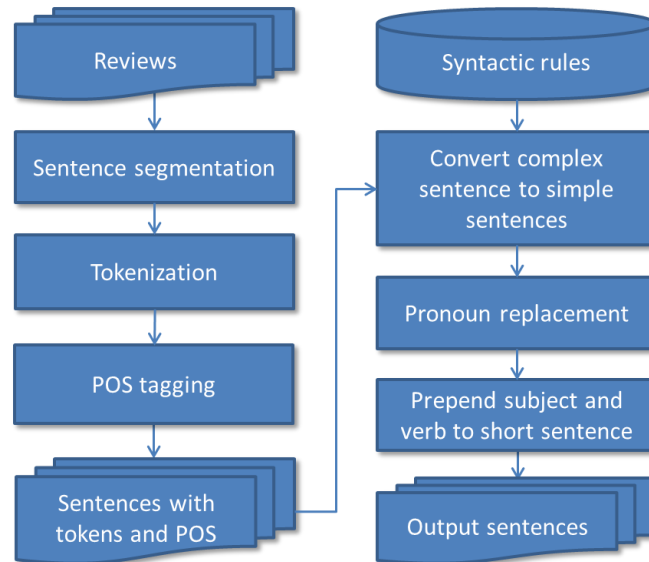 Reviews
Sentence segmentation
Tokenization
POS tagging
Sentences with
tokens and POS
Syntactic rules
Convert complex
sentence to simple
sentences
Pronoun replacement
Prepend subject and
verb to short sentence
Output sentences